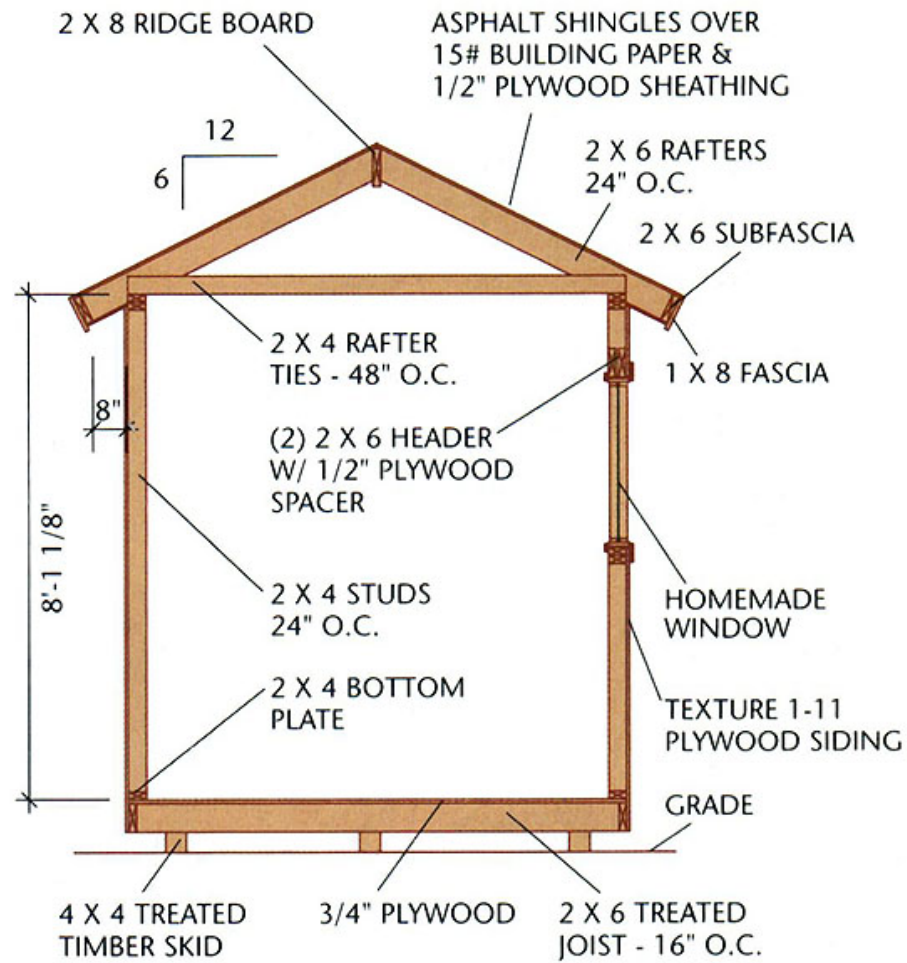 2 X 8 RIDGE BOARD
ASPHALT SHINGLES OVER
15# BUILDING PAPER &
1/2" PLYWOOD SHEATHING
12
6
2 X 6 RAFTERS
24" O.C.
2 X 6 SUBFASCIA
2 X 4 RAFTER
TIES - 48" O.C.
1 X 8 FASCIA
8"
(2) 2 X 6 HEADER
W/ 1/2" PLYWOOD
SPACER
8'-1 1/8"
2 X 4 STUDS
24" O.C.
HOMEMADE
WINDOW
2 X 4 BOTTOM
PLATE
TEXTURE 1-11
PLYWOOD SIDING
GRADE
4 X 4 TREATED
TIMBER SKID
3/4" PLYWOOD
2 X 6 TREATED
JOIST - 16" O.C.